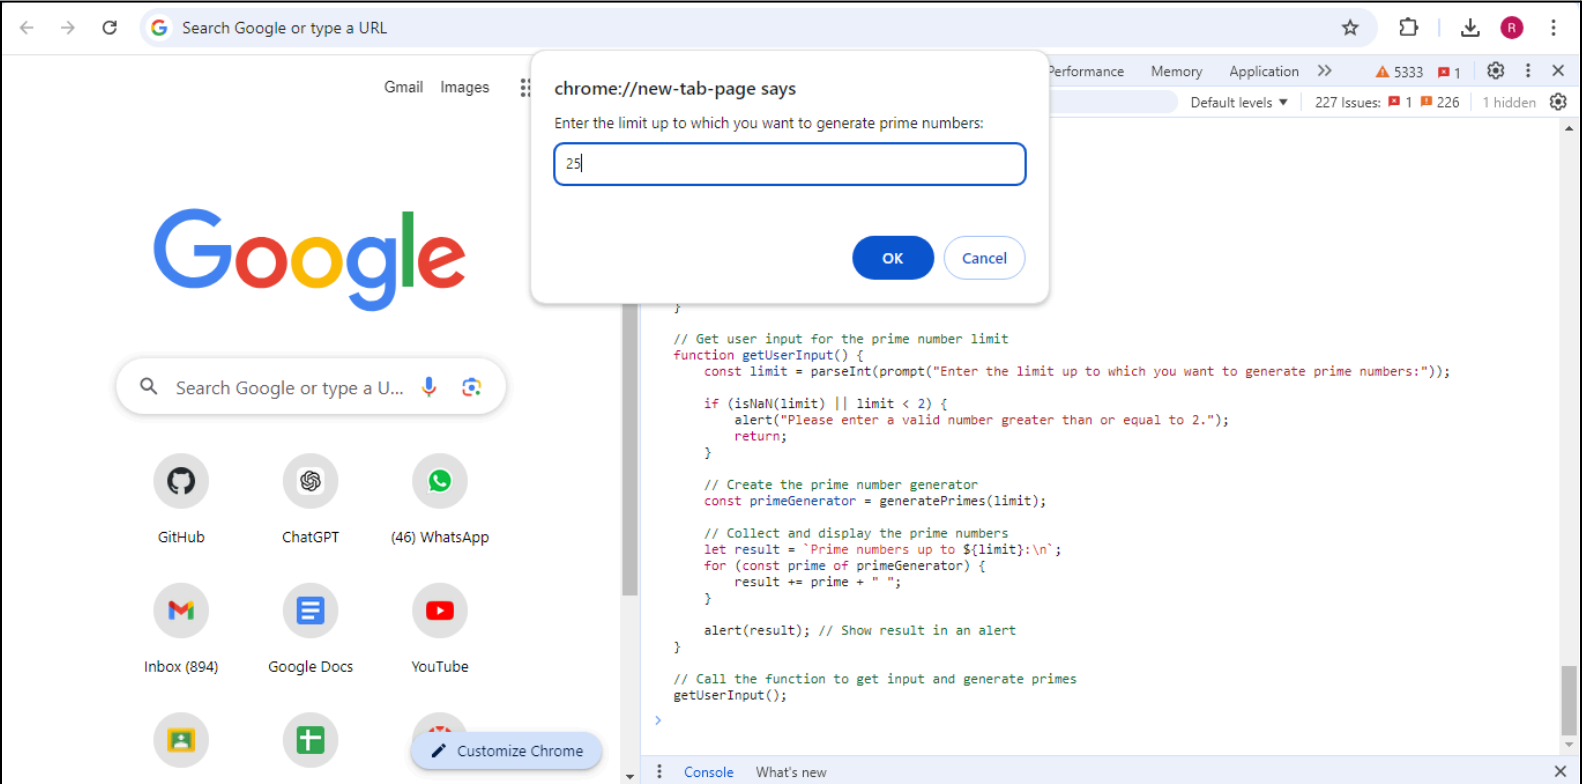 Search Google or type a URL
R
Gmail Images
Performance Memory Application 5333 1
Default levels ▼ 227 Issues: 1 226 1 hidden
chrome://new-tab-page says
Enter the limit up to which you want to generate prime numbers:
25
OK Cancel
Google
Search Google or type a U...
GitHub ChatGPT (46) WhatsApp
Inbox (894) Google Docs YouTube
Customize Chrome
}
// Get user input for the prime number limit
function getUserInput() {
    const limit = parseInt(prompt("Enter the limit up to which you want to generate prime numbers:"));
    if (isNaN(limit) || limit < 2) {
        alert("Please enter a valid number greater than or equal to 2.");
        return;
    }
    // Create the prime number generator
    const primeGenerator = generatePrimes(limit);
    // Collect and display the prime numbers
    let result = `Prime numbers up to ${limit}:\n`;
    for (const prime of primeGenerator) {
        result += prime + " ";
    }
    alert(result); // Show result in an alert
}
// Call the function to get input and generate primes
getUserInput();
Console What's new